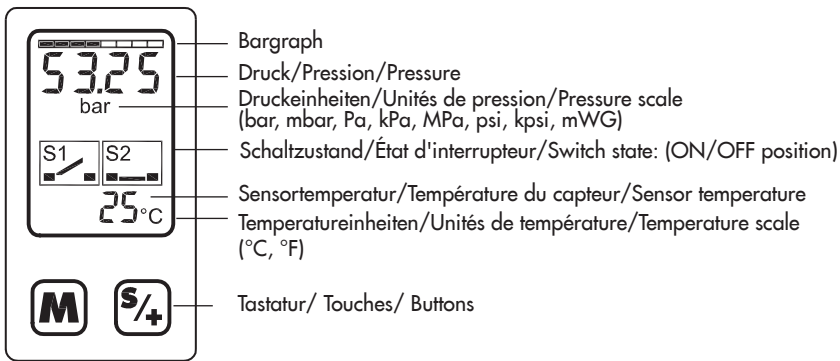 Bargraph
53.25
Druck/Pression/Pressure
bar
Druckeinheiten/Unités de pression/Pressure scale
(bar, mbar, Pa, kPa, MPa, psi, kpsi, mWG)
S1 S2
Schaltzustand/État d'interrupteur/Switch state: (ON/OFF position)
25°C
Sensortemperatur/Température du capteur/Sensor temperature
Temperatureinheiten/Unités de température/Temperature scale
(°C, °F)
M S/+
Tastatur/ Touches/ Buttons